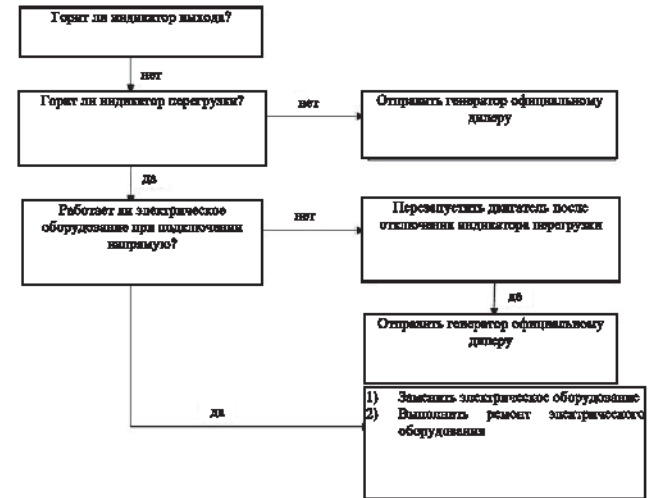 Горит ли индикатор выхода?
нет
Горит ли индикатор перегрузки?
нет
Отправить генератор официальному
дилеру
да
Работает ли электрическое
оборудование при подключении
напрямую?
нет
Перезапустить двигатель после
отключения индикатора перегрузки
да
Отправить генератор официальному
дилеру
да
1) Заменить электрическое оборудование
2) Выполнить ремонт электрического
оборудования